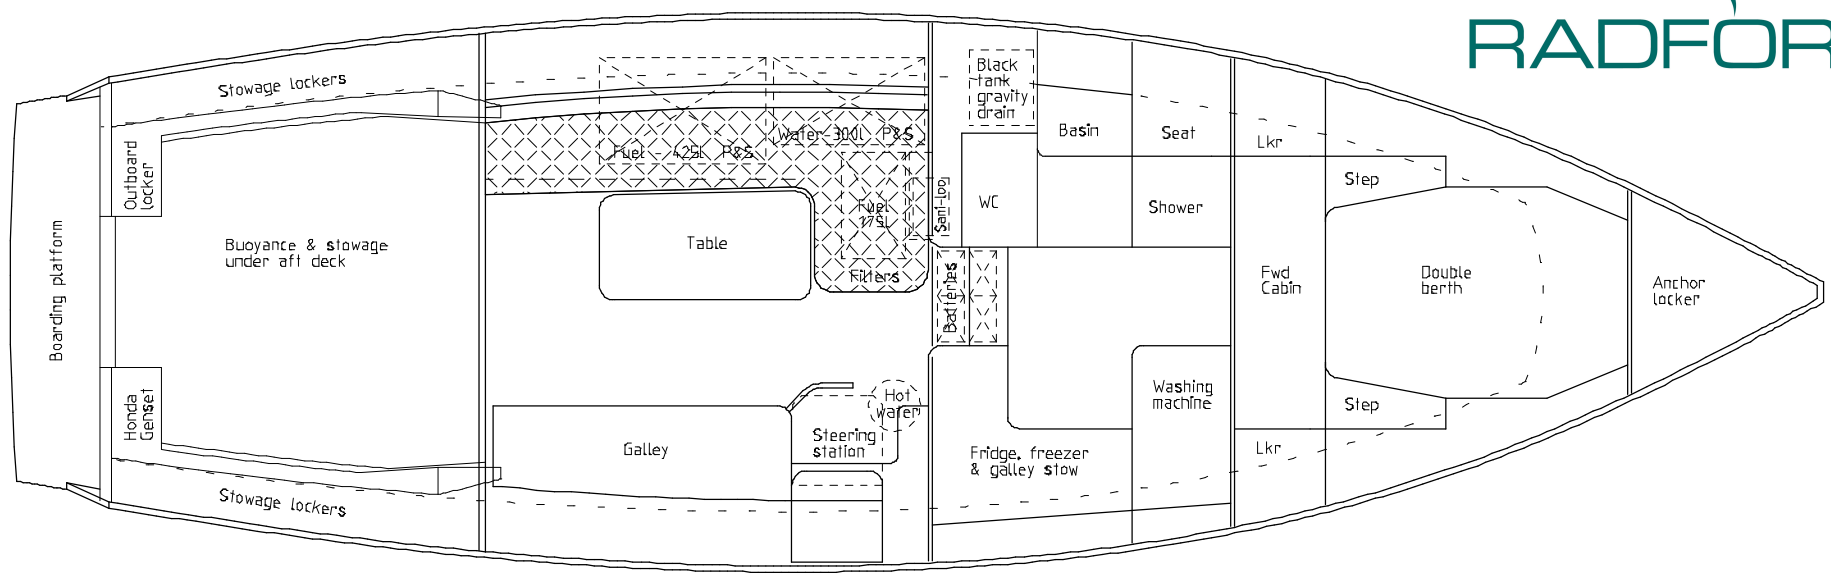 RADFOR
Stowage lockers
Black
tank
gravity
drain
Basin
Seat
Lkr
Water-300l P&S
Fuel - 425l P&S
Outboard
locker
Sani-loo
WC
Step
Shower
Fuel
175L
Boarding platform
Buoyance & stowage
under aft deck
Table
Filters
Batteries
Fwd
Cabin
Double
berth
Anchor
locker
Honda
Genset
Hot
water
Washing
machine
Step
Steering
station
Galley
Fridge, freezer
& galley stow
Lkr
Stowage lockers